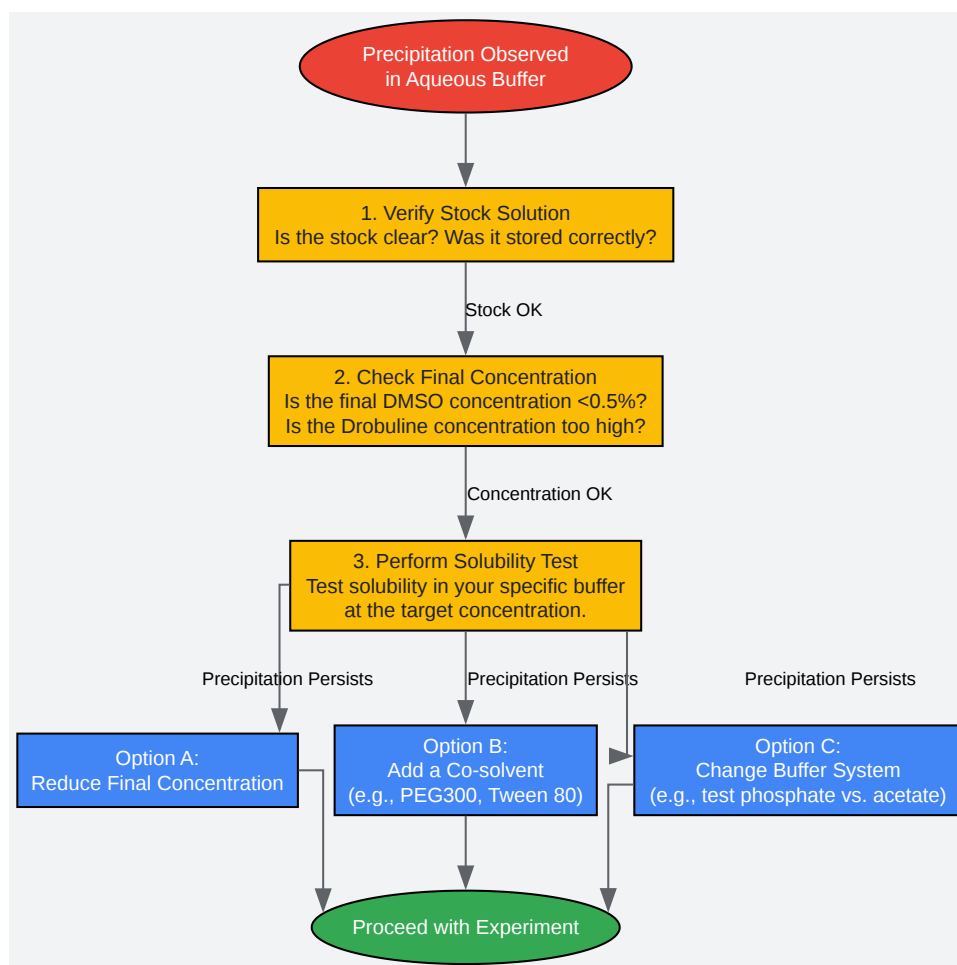 Precipitation Observed
in Aqueous Buffer
1. Verify Stock Solution
Is the stock clear? Was it stored correctly?
Stock OK
2. Check Final Concentration
Is the final DMSO concentration <0.5%?
Is the Drobuline concentration too high?
Concentration OK
3. Perform Solubility Test
Test solubility in your specific buffer
at the target concentration.
Precipitation Persists
Precipitation Persists
Precipitation Persists
Option A:
Reduce Final Concentration
Option B:
Add a Co-solvent
(e.g., PEG300, Tween 80)
Option C:
Change Buffer System
(e.g., test phosphate vs. acetate)
Proceed with Experiment